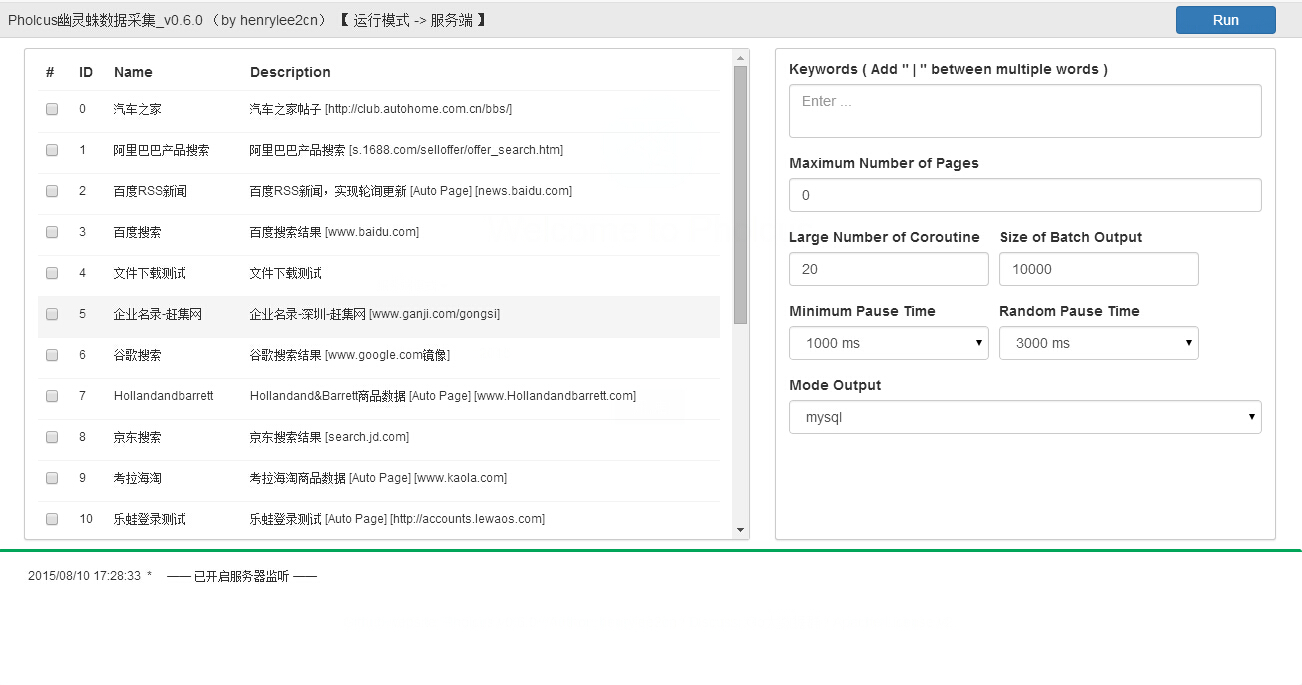 Pholcus幽灵蛛数据采集_v0.6.0 （by henrylee2cn）【 运行模式 -> 服务端 】
Run
# ID Name Description
0 汽车之家 汽车之家帖子 [http://club.autohome.com.cn/bbs/]
1 阿里巴巴产品搜索 阿里巴巴产品搜索 [s.1688.com/selloffer/offer_search.htm]
2 百度RSS新闻 百度RSS新闻，实现轮询更新 [Auto Page] [news.baidu.com]
3 百度搜索 百度搜索结果 [www.baidu.com]
4 文件下载测试 文件下载测试
5 企业名录-赶集网 企业名录-深圳-赶集网 [www.ganji.com/gongsi]
6 谷歌搜索 谷歌搜索结果 [www.google.com镜像]
7 Hollandandbarrett Hollandand&Barrett商品数据 [Auto Page] [www.Hollandandbarrett.com]
8 京东搜索 京东搜索结果 [search.jd.com]
9 考拉海淘 考拉海淘商品数据 [Auto Page] [www.kaola.com]
10 乐蛙登录测试 乐蛙登录测试 [Auto Page] [http://accounts.lewaos.com]
Keywords ( Add " | " between multiple words )
Enter ...
Maximum Number of Pages
0
Large Number of Coroutine Size of Batch Output
20 10000
Minimum Pause Time Random Pause Time
1000 ms 3000 ms
Mode Output
mysql
2015/08/10 17:28:33 * —— 已开启服务器监听 ——